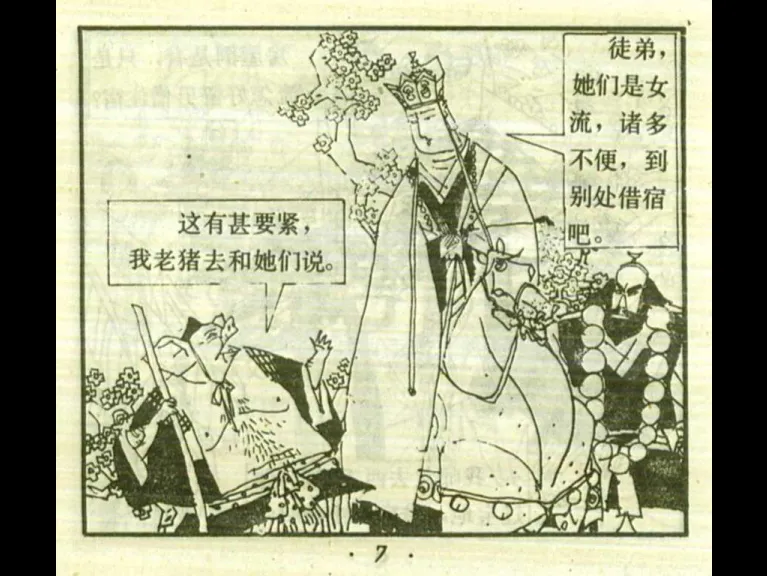 徒弟，
她们是女
流，诸多
不便，到
别处借宿
吧。
这有甚要紧，
我老猪去和她们说。
· 7 ·